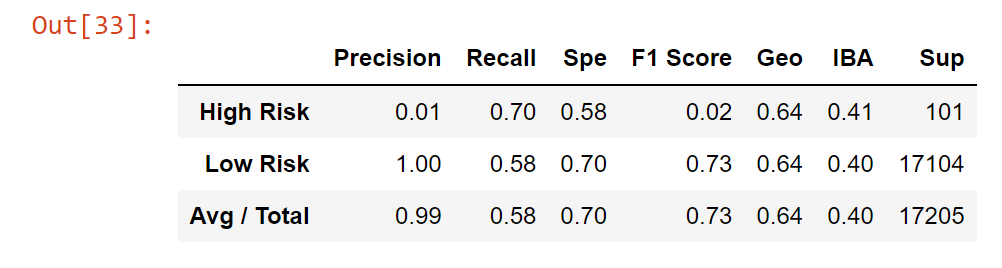 Out[33]:
Precision Recall Spe F1 Score Geo IBA Sup
High Risk 0.01 0.70 0.58 0.02 0.64 0.41 101
Low Risk 1.00 0.58 0.70 0.73 0.64 0.40 17104
Avg / Total 0.99 0.58 0.70 0.73 0.64 0.40 17205